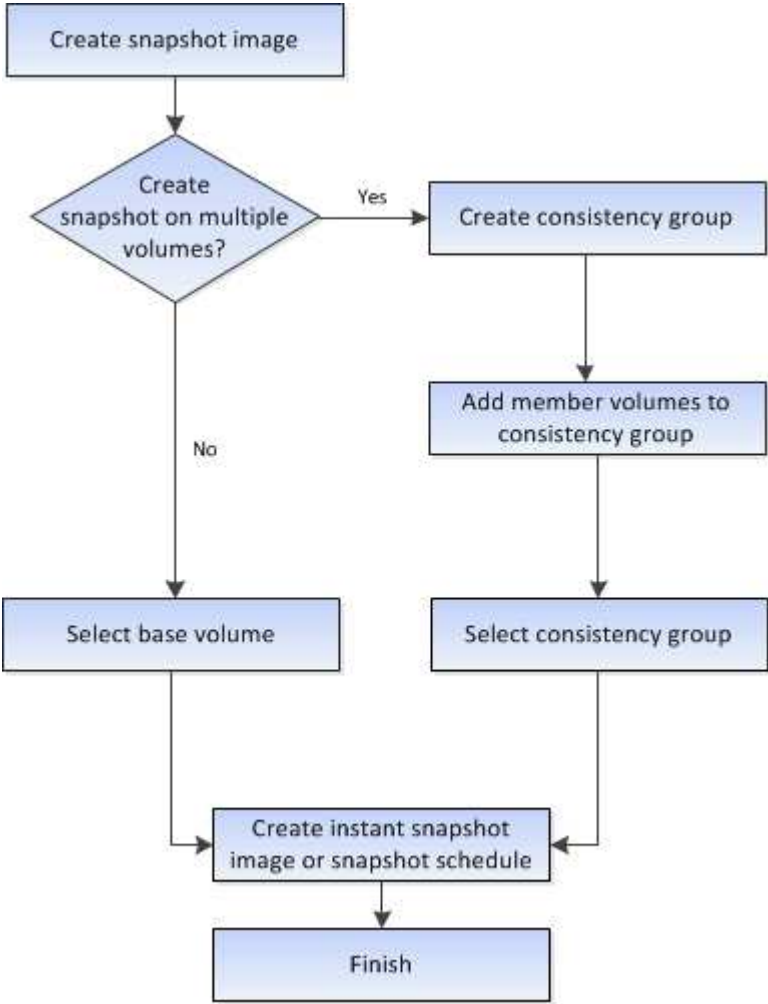 Create snapshot image
Create
snapshot on multiple
volumes?
Yes
Create consistency group
Add member volumes to
consistency group
No
Select base volume
Select consistency group
Create instant snapshot
image or snapshot schedule
Finish